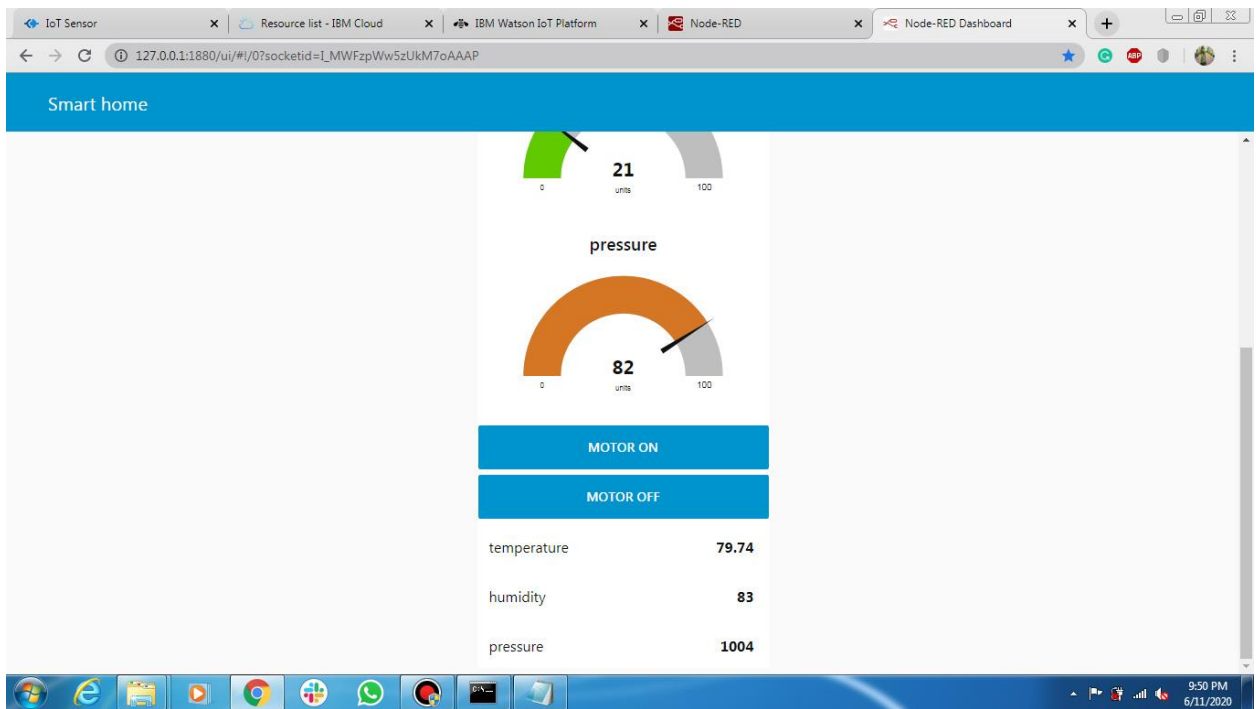 IoT Sensor
Resource list - IBM Cloud
IBM Watson IoT Platform
Node-RED
Node-RED Dashboard
127.0.0.1:1880/ui/#!/0?socketid=I_MWFzpWw5zUkM7oAAAP
ABP
Smart home
21
units
0
100
pressure
82
units
0
100
MOTOR ON
MOTOR OFF
temperature 79.74
humidity 83
pressure 1004
9:50 PM
6/11/2020